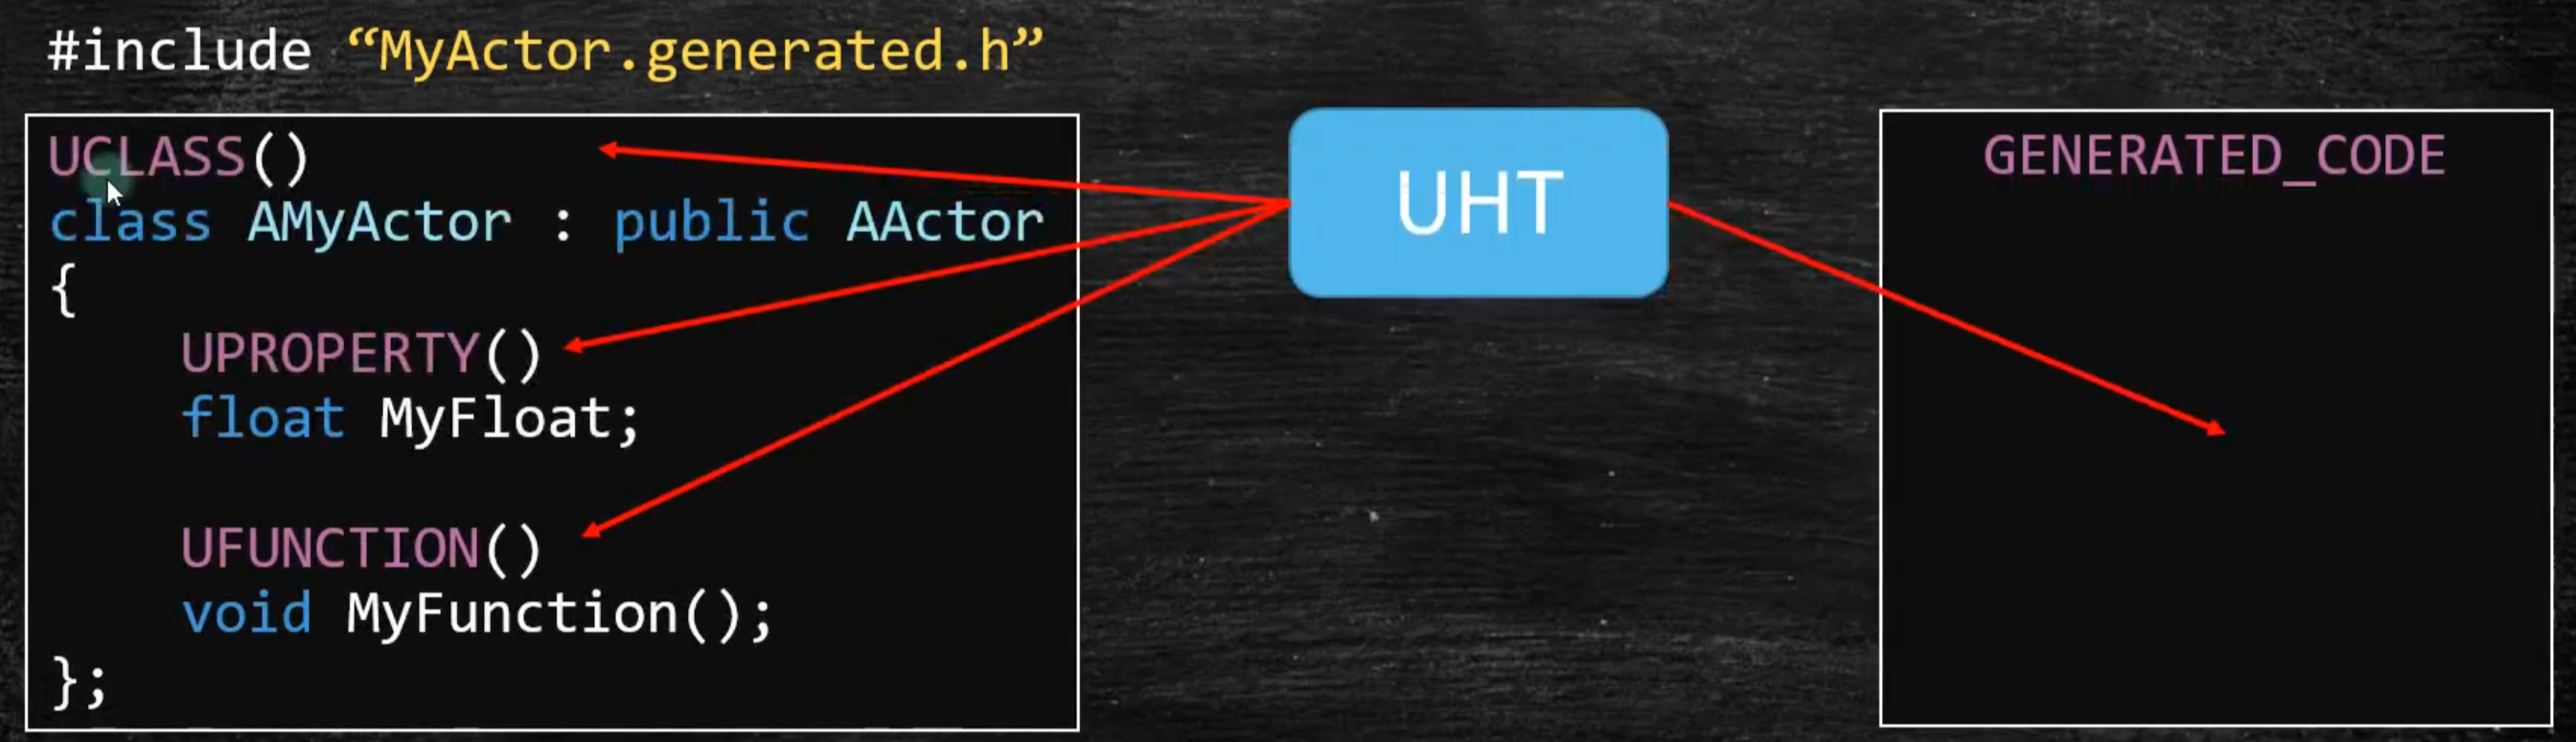 #include “MyActor.generated.h”
UCLASS()
class AMyActor : public AActor
{
UPROPERTY()
float MyFloat;
UFUNCTION()
void MyFunction();
};
UHT
GENERATED_CODE